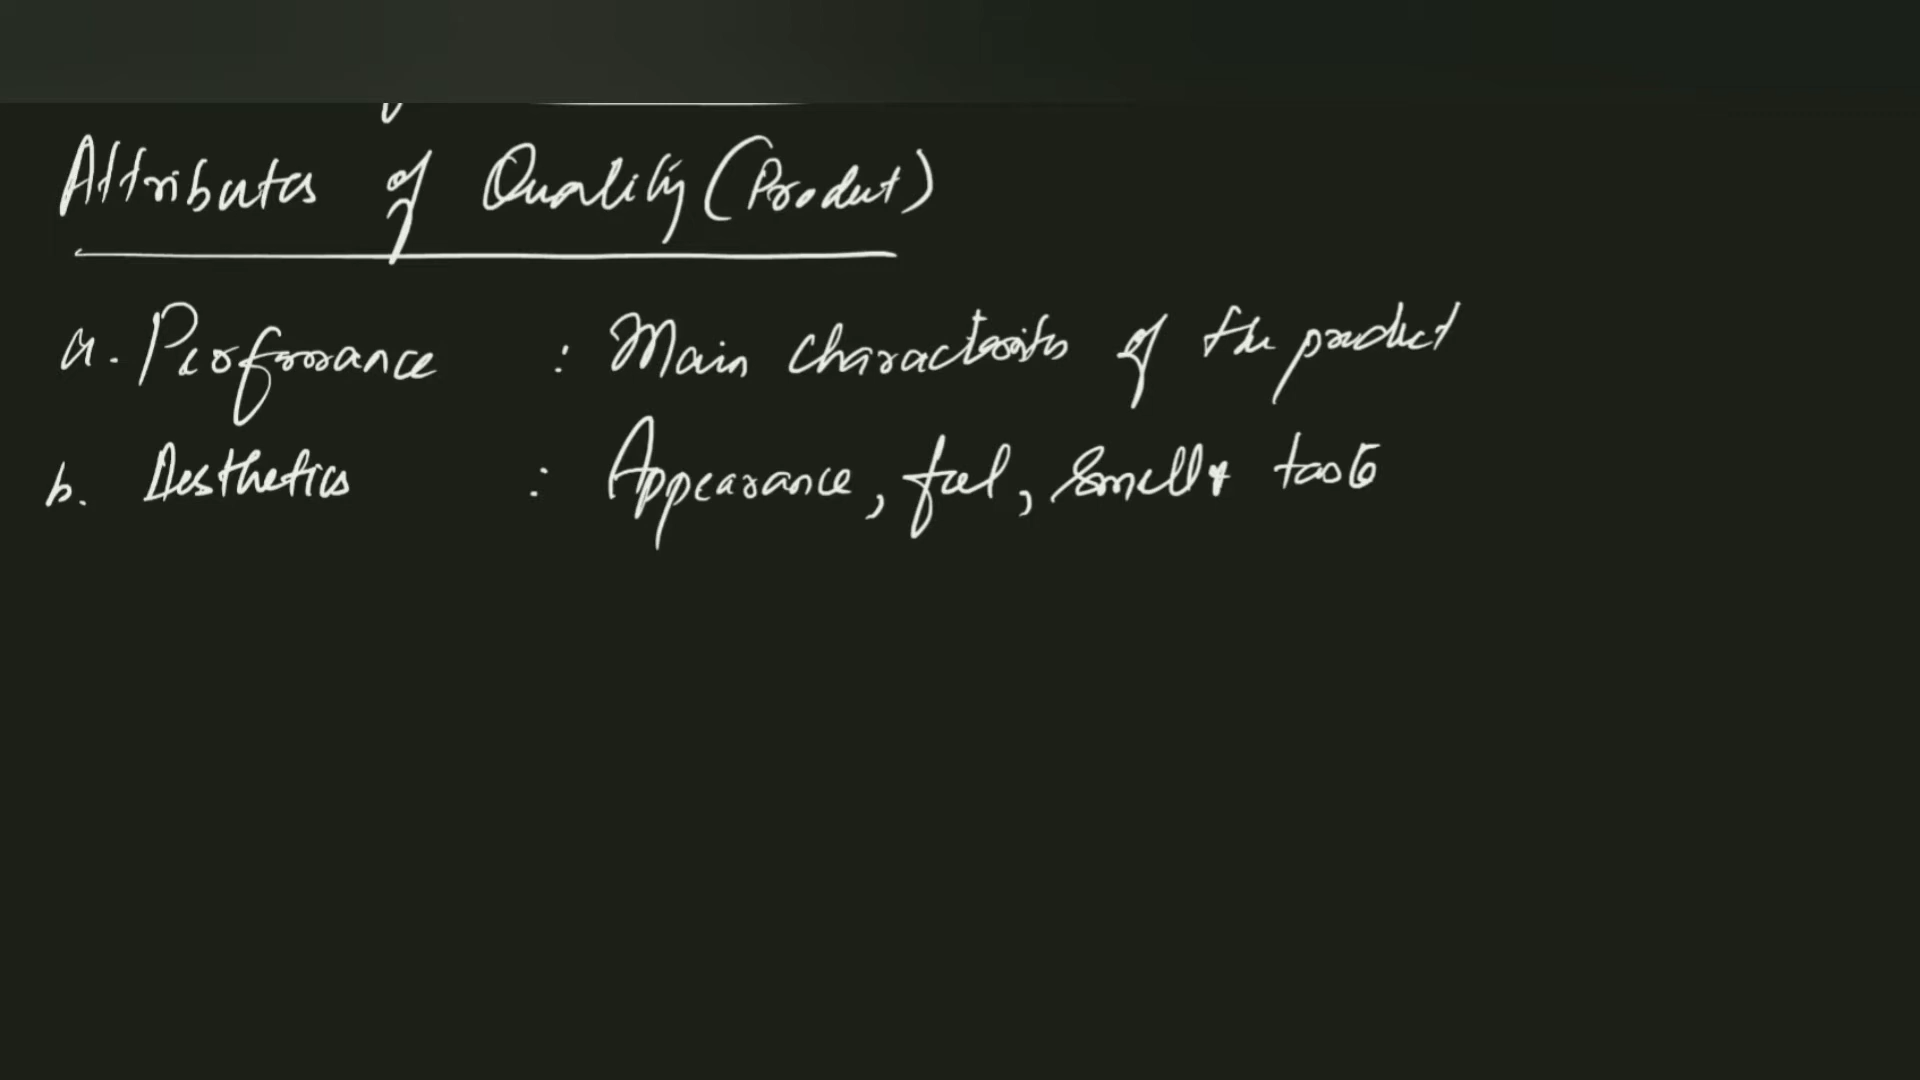 Attributes of Quality (Product)
a. Performance : Main characteristics of the product
b. Aesthetics : Appearance, feel, smell & taste